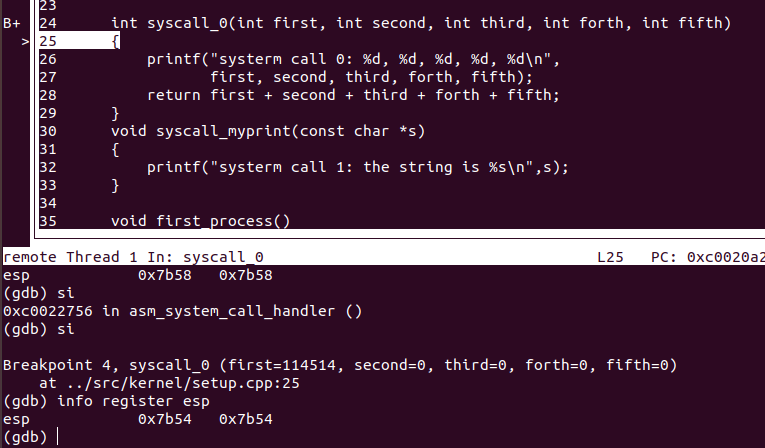 23
B+ 24 int syscall_0(int first, int second, int third, int forth, int fifth)
> 25 {
26 printf("systerm call 0: %d, %d, %d, %d, %d\n",
27 first, second, third, forth, fifth);
28 return first + second + third + forth + fifth;
29 }
30 void syscall_myprint(const char *s)
31 {
32 printf("systerm call 1: the string is %s\n",s);
33 }
34
35 void first_process()
remote Thread 1 In: syscall_0 L25 PC: 0xc0020a2
esp 0x7b58 0x7b58
(gdb) si
0xc0022756 in asm_system_call_handler ()
(gdb) si
Breakpoint 4, syscall_0 (first=114514, second=0, third=0, forth=0, fifth=0)
at ../src/kernel/setup.cpp:25
(gdb) info register esp
esp 0x7b54 0x7b54
(gdb)